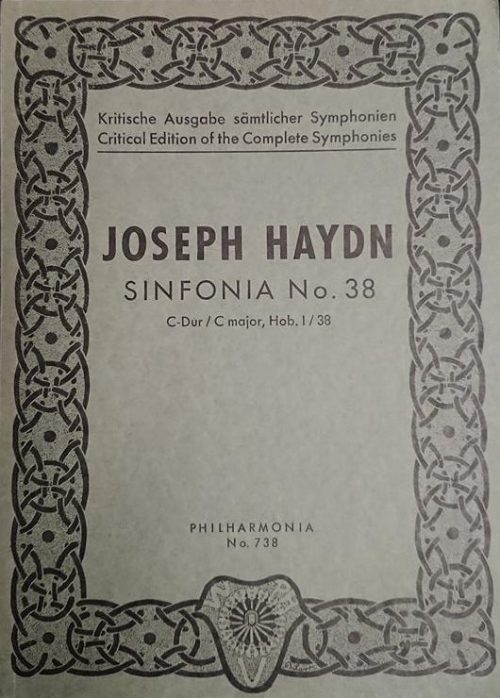 Kritische Ausgabe sämtlicher Symphonien
Critical Edition of the Complete Symphonies
JOSEPH HAYDN
SINFONIA No. 38
C-Dur / C major, Hob. I / 38
PHILHARMONIA
No. 738